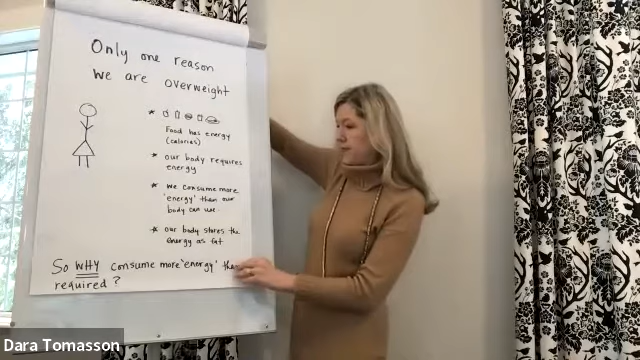 Only one reason
we are overweight
* Food has energy
(calories)
* our body requires
energy
* we consume more
'energy' then our
body can use.
* our body stores the
energy as fat
So WHY consume more 'energy' than
required ?
Dara Tomasson